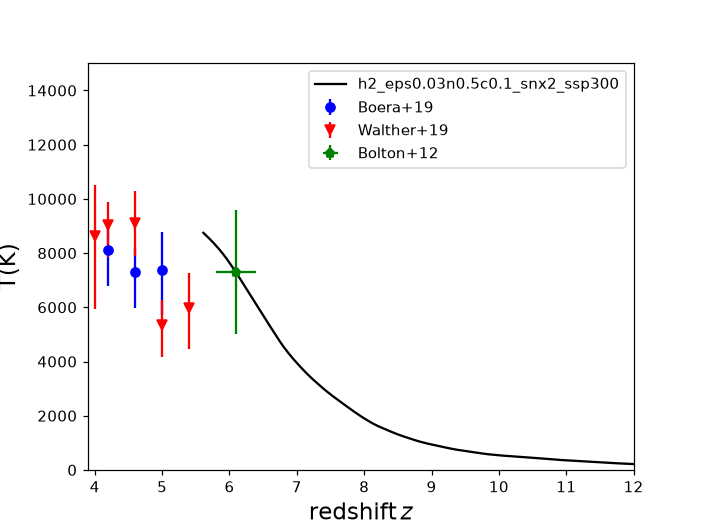 h2_eps0.03n0.5c0.1_snx2_ssp300
Boera+19
Walther+19
Bolton+12
14000
12000
10000
8000
6000
4000
2000
0
T(K)
4 5 6 7 8 9 10 11 12
redshift z